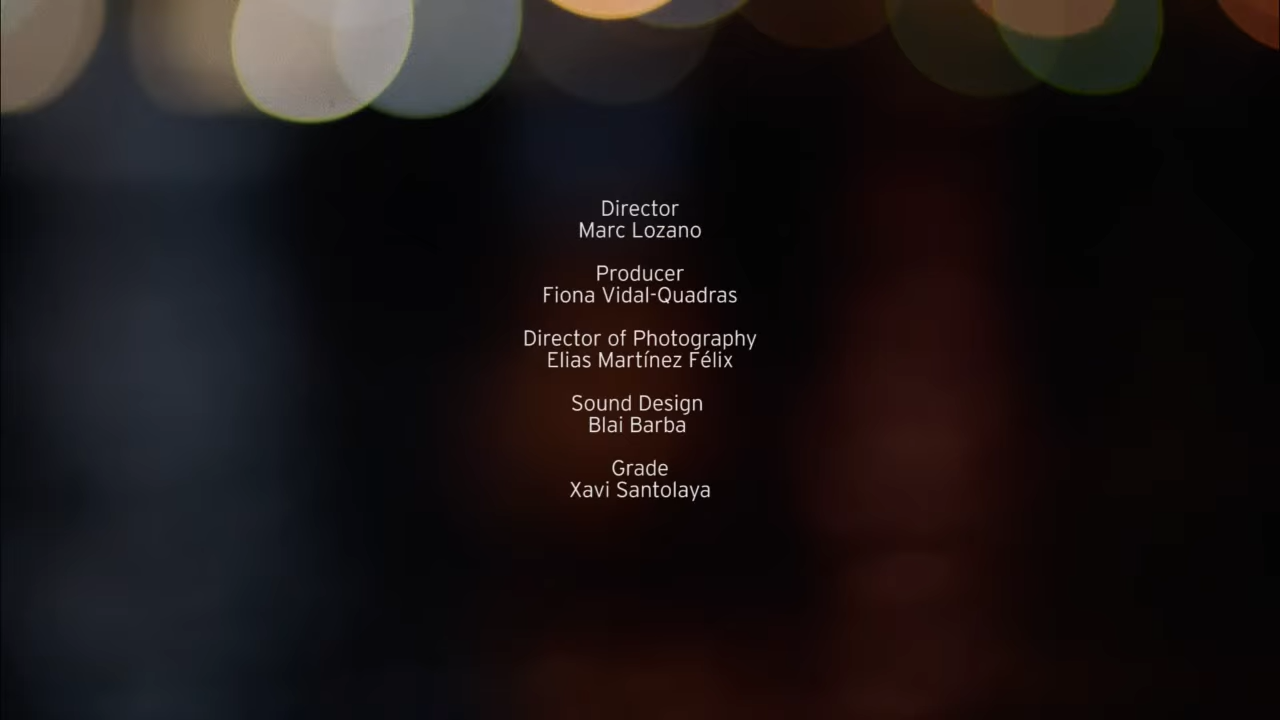 Director
Marc Lozano
Producer
Fiona Vidal-Quadras
Director of Photography
Elias Martínez Félix
Sound Design
Blai Barba
Grade
Xavi Santolaya